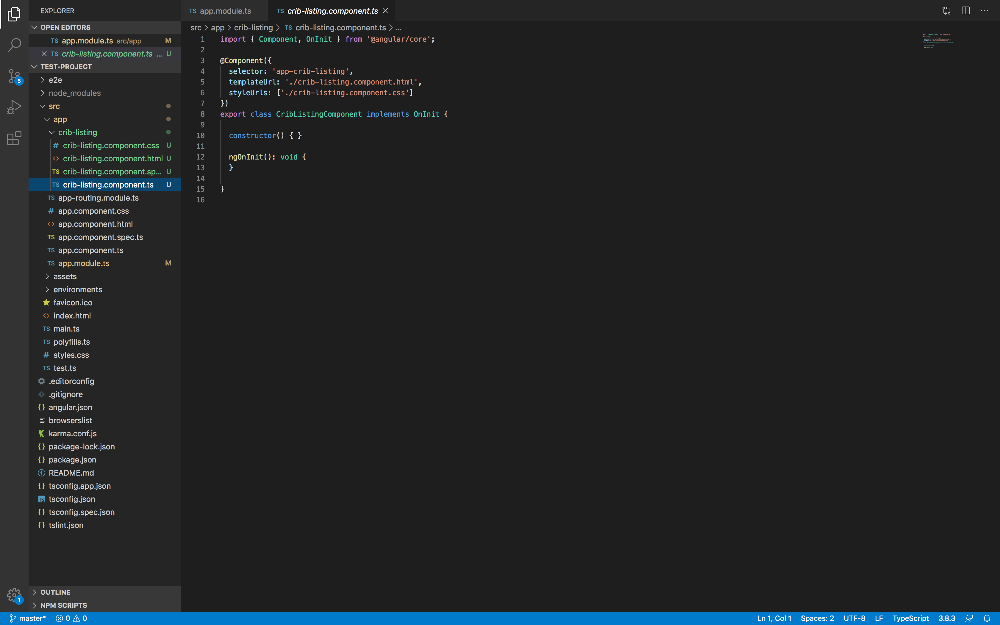 EXPLORER
OPEN EDITORS
TS app.module.ts src/app M
TS crib-listing.component.ts ... U
TEST-PROJECT
e2e
node_modules
src
app
crib-listing
# crib-listing.component.css U
<> crib-listing.component.html U
TS crib-listing.component.sp... U
TS crib-listing.component.ts U
TS app-routing.module.ts
# app.component.css
<> app.component.html
TS app.component.spec.ts
TS app.component.ts
TS app.module.ts M
assets
environments
favicon.ico
<> index.html
TS main.ts
TS polyfills.ts
# styles.css
TS test.ts
.editorconfig
.gitignore
{} angular.json
browserslist
karma.conf.js
{} package-lock.json
{} package.json
README.md
{} tsconfig.app.json
TS tsconfig.json
{} tsconfig.spec.json
{} tslint.json
OUTLINE
NPM SCRIPTS
5
1
TS app.module.ts
TS crib-listing.component.ts
src > app > crib-listing > TS crib-listing.component.ts > ...
1 import { Component, OnInit } from '@angular/core';
2
3 @Component({
4 selector: 'app-crib-listing',
5 templateUrl: './crib-listing.component.html',
6 styleUrls: ['./crib-listing.component.css']
7 })
8 export class CribListingComponent implements OnInit {
9
10 constructor() { }
11
12 ngOnInit(): void {
13 }
14
15 }
16
master* 0 0
Ln 1, Col 1 Spaces: 2 UTF-8 LF TypeScript 3.8.3